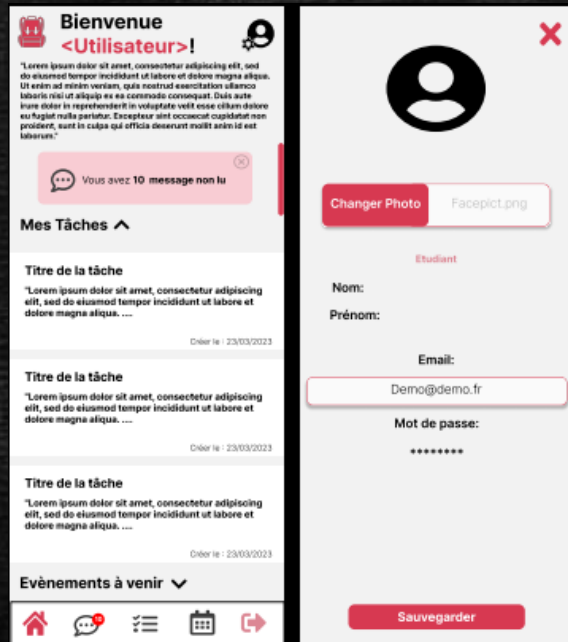 Bienvenue
<Utilisateur>!
"Lorem ipsum dolor sit amet, consectetur adipiscing elit, sed
do eiusmod tempor incididunt ut labore et dolore magna aliqua.
Ut enim ad minim veniam, quis nostrud exercitation ullamco
laboris nisi ut aliquip ex ea commodo consequat. Duis aute
irure dolor in reprehenderit in voluptate velit esse cillum dolore
eu fugiat nulla pariatur. Excepteur sint occaecat cupidatat non
proident, sunt in culpa qui officia deserunt mollit anim id est
laborum."
Vous avez 10 message non lu
Mes Tâches
Titre de la tâche
"Lorem ipsum dolor sit amet, consectetur adipiscing
elit, sed do eiusmod tempor incididunt ut labore et
dolore magna aliqua. ....
Créer le : 23/03/2023
Titre de la tâche
"Lorem ipsum dolor sit amet, consectetur adipiscing
elit, sed do eiusmod tempor incididunt ut labore et
dolore magna aliqua. ....
Créer le : 23/03/2023
Titre de la tâche
"Lorem ipsum dolor sit amet, consectetur adipiscing
elit, sed do eiusmod tempor incididunt ut labore et
dolore magna aliqua. ....
Créer le : 23/03/2023
Evènements à venir
10
Changer Photo
Facepict.png
Etudiant
Nom:
Prénom:
Email:
Demo@demo.fr
Mot de passe:
********
Sauvegarder